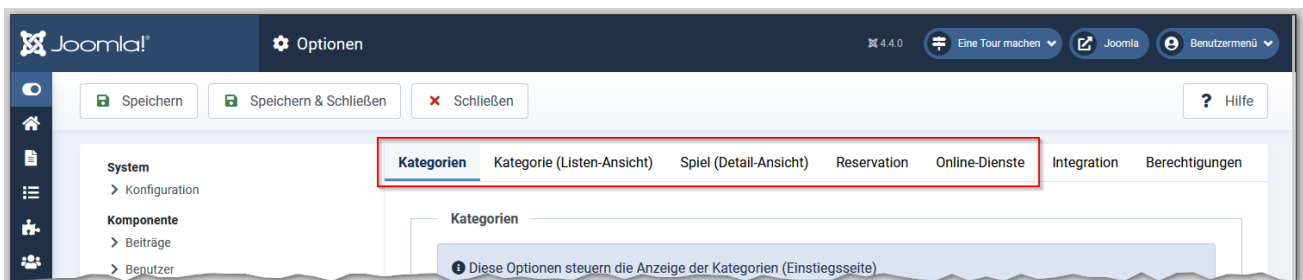 Joomla!® Optionen 4.4.0 Eine Tour machen Joomla Benutzermenü
Speichern Speichern & Schließen Schließen ? Hilfe
Kategorien Kategorie (Listen-Ansicht) Spiel (Detail-Ansicht) Reservation Online-Dienste Integration Berechtigungen
System
Konfiguration
Komponente
Kategorien
Beiträge
Diese Optionen steuern die Anzeige der Kategorien (Einstiegsseite)
Benutzer